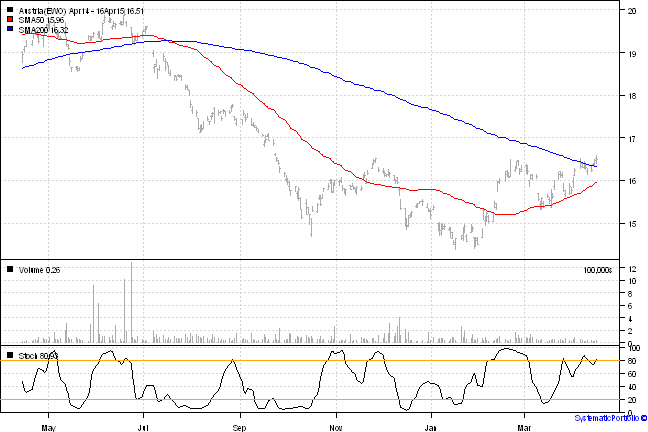 Austria(EWO) Apr14 - 16Apr15 16.51
SMA50 15.96
SMA200 16.32
20
19
18
17
16
15
Volume 0.26
100,000s
12
10
8
6
4
2
0
Stoch 80.93
100
80
60
40
20
0
May Jul Sep Nov Jan Mar
SystematicPortfolio ©